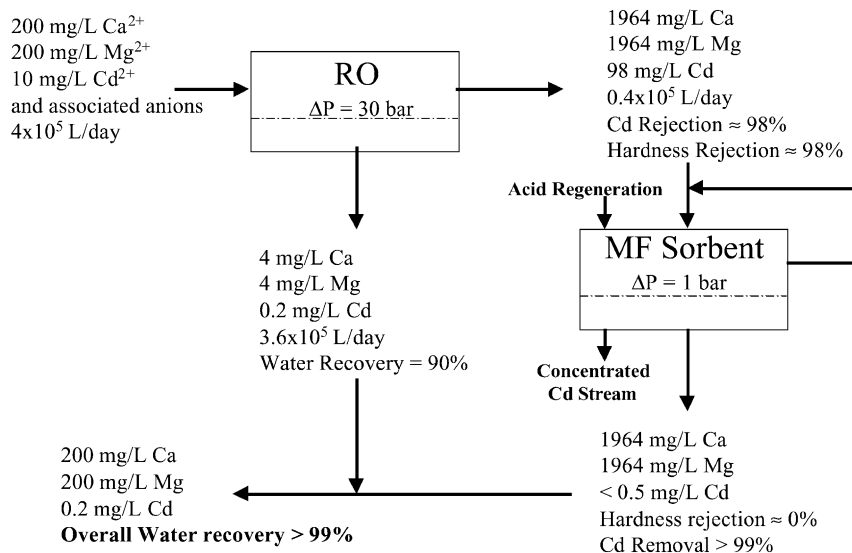 200 mg/L Ca²⁺
200 mg/L Mg²⁺
10 mg/L Cd²⁺
and associated anions
4x10⁵ L/day
RO
ΔP = 30 bar
1964 mg/L Ca
1964 mg/L Mg
98 mg/L Cd
0.4x10⁵ L/day
Cd Rejection ≈ 98%
Hardness Rejection ≈ 98%
Acid Regeneration
MF Sorbent
ΔP = 1 bar
4 mg/L Ca
4 mg/L Mg
0.2 mg/L Cd
3.6x10⁵ L/day
Water Recovery = 90%
Concentrated
Cd Stream
200 mg/L Ca
200 mg/L Mg
0.2 mg/L Cd
Overall Water recovery > 99%
1964 mg/L Ca
1964 mg/L Mg
< 0.5 mg/L Cd
Hardness rejection ≈ 0%
Cd Removal > 99%